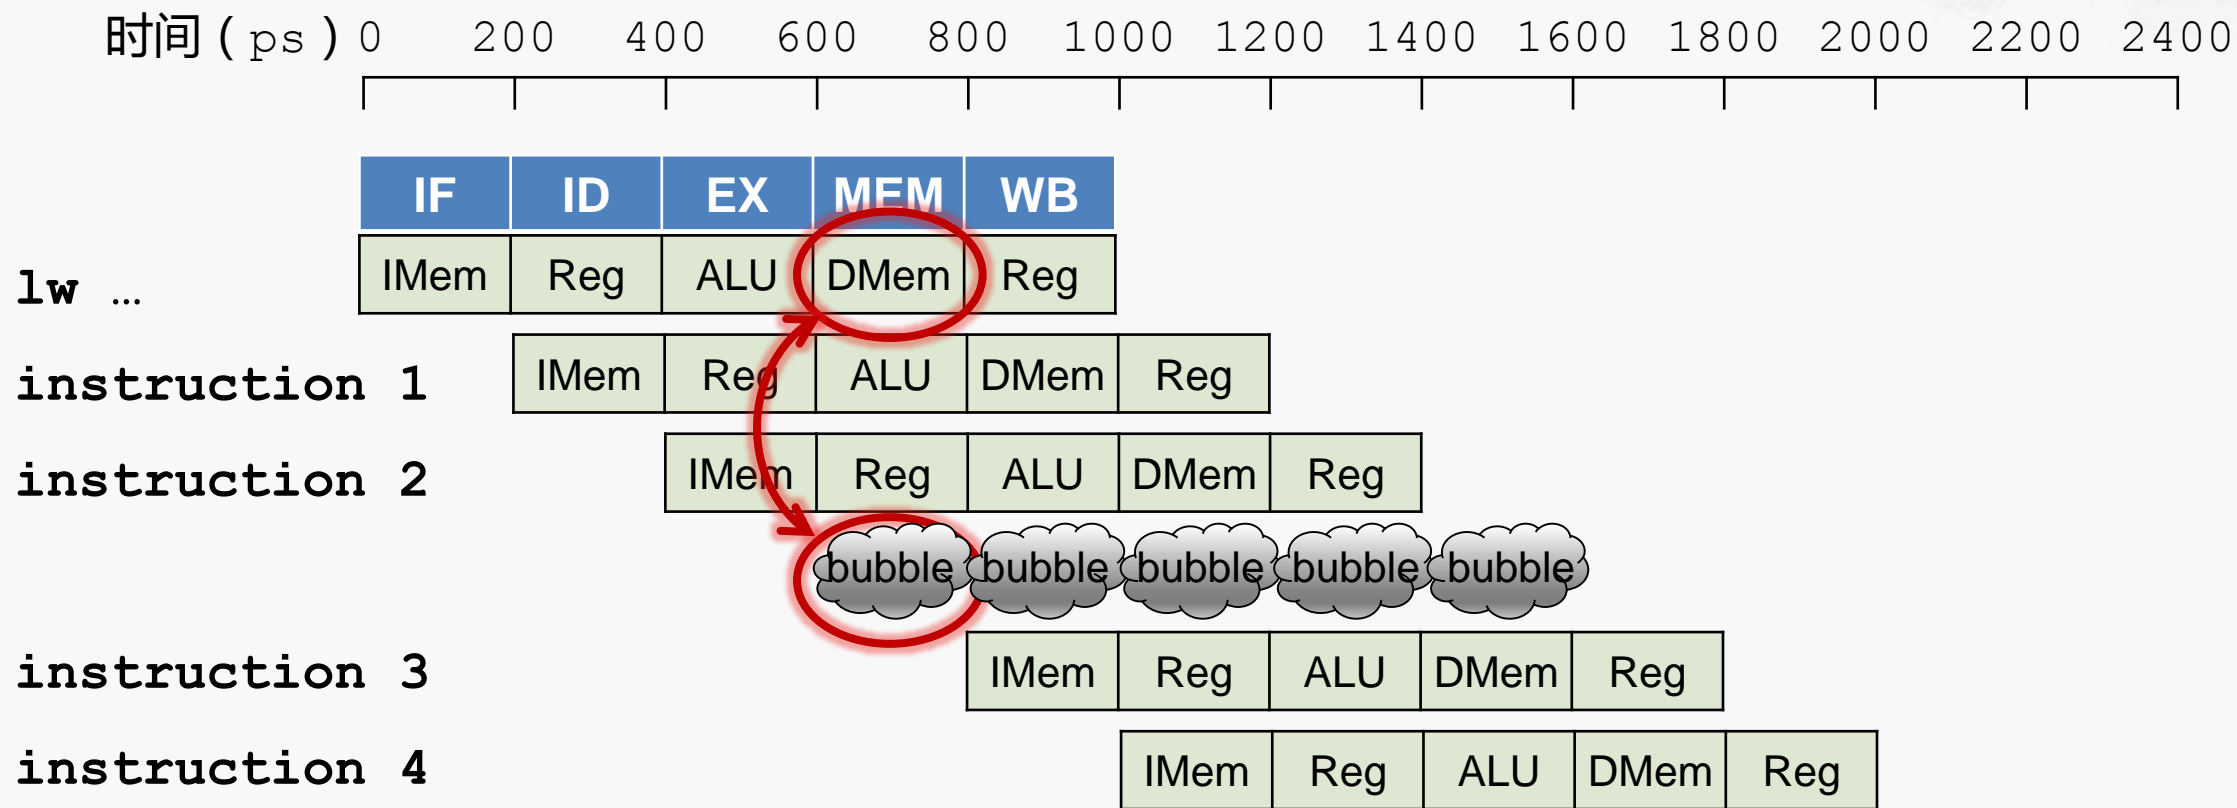 时间（ps） 0 200 400 600 800 1000 1200 1400 1600 1800 2000 2200 2400
IF ID EX MEM WB
lw … IMem Reg ALU DMem Reg
instruction 1 IMem Reg ALU DMem Reg
instruction 2 IMem Reg ALU DMem Reg
bubble bubble bubble bubble bubble
instruction 3 IMem Reg ALU DMem Reg
instruction 4 IMem Reg ALU DMem Reg